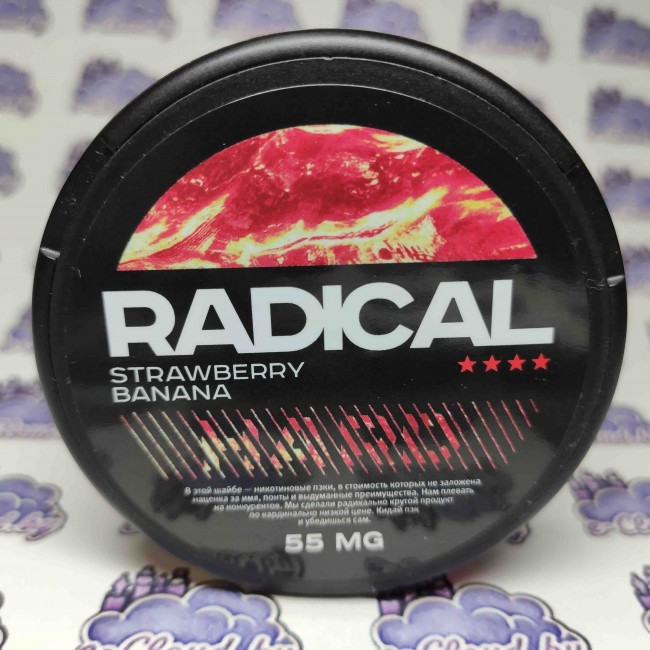 RADICAL
★★★★
STRAWBERRY
BANANA
В этой шайбе — никотиновые пэки, в стоимость которых не заложена
наценка за имя, понты и выдуманные преимущества. Нам плевать
на конкурентов. Мы сделали радикально крутой продукт
по кардинально низкой цене. Кидай пэк
и убедишься сам.
55 MG